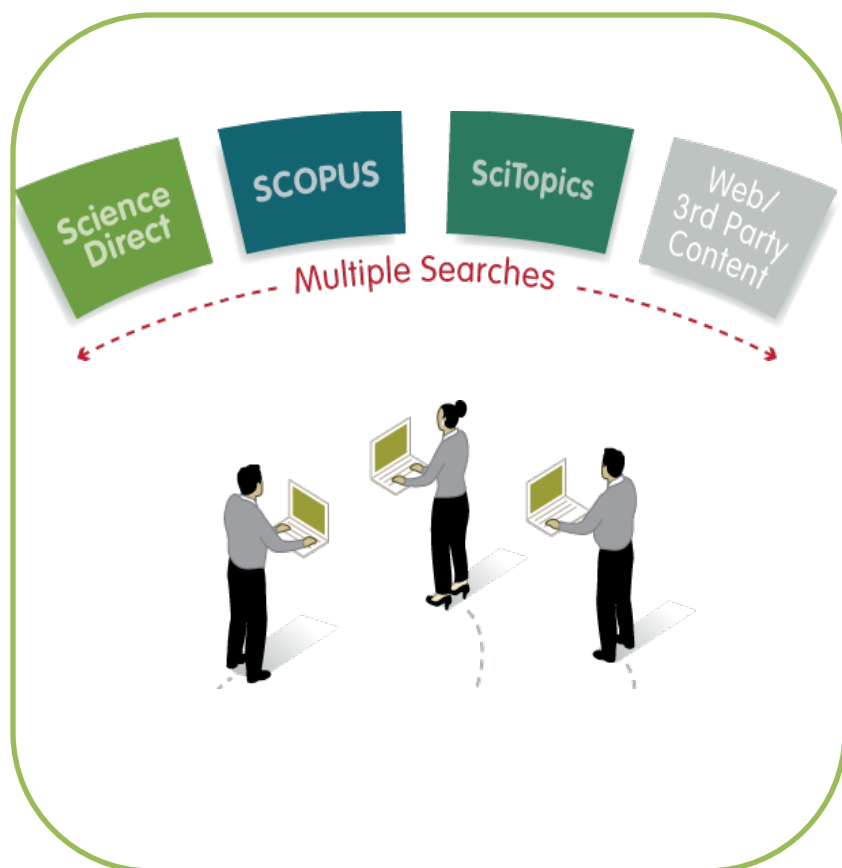 Science
Direct
SCOPUS
SciTopics
Web/
3rd Party
Content
Multiple Searches